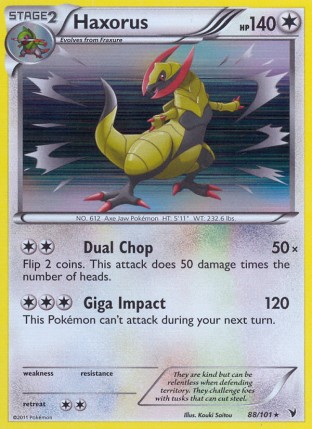 STAGE2
Haxorus
HP 140
Evolves from Fraxure
NO. 612 Axe Jaw Pokémon HT: 5'11" WT: 232.6 lbs.
Dual Chop 50×
Flip 2 coins. This attack does 50 damage times the
number of heads.
Giga Impact 120
This Pokémon can't attack during your next turn.
weakness resistance
They are kind but can be
relentless when defending
territory. They challenge foes
with tusks that can cut steel.
retreat
Illus. Kouki Saitou
©2011 Pokémon
88/101★